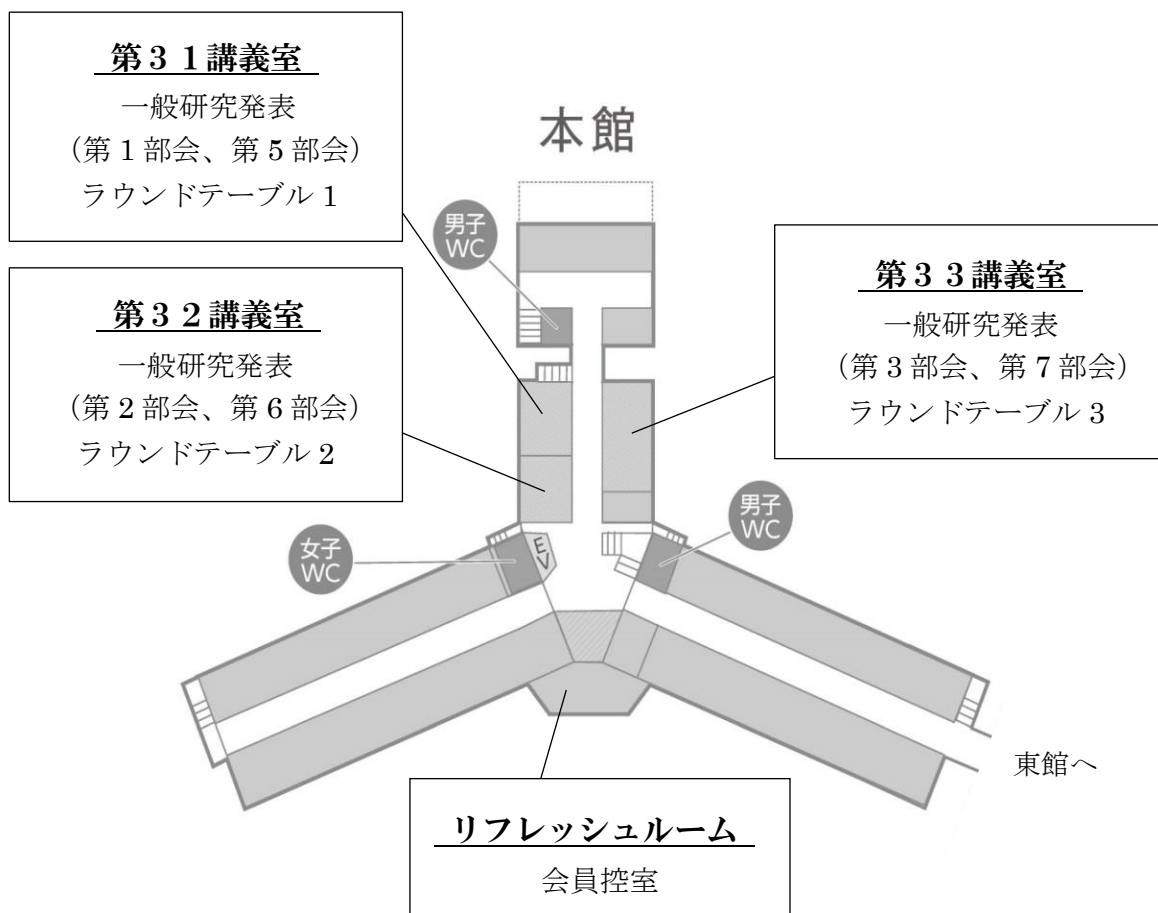 第３１講義室
一般研究発表
（第１部会、第５部会）
ラウンドテーブル１
本館
男子
WC
第３２講義室
一般研究発表
（第２部会、第６部会）
ラウンドテーブル２
第３３講義室
一般研究発表
（第３部会、第７部会）
ラウンドテーブル３
女子
WC
EV
男子
WC
東館へ
リフレッシュルーム
会員控室